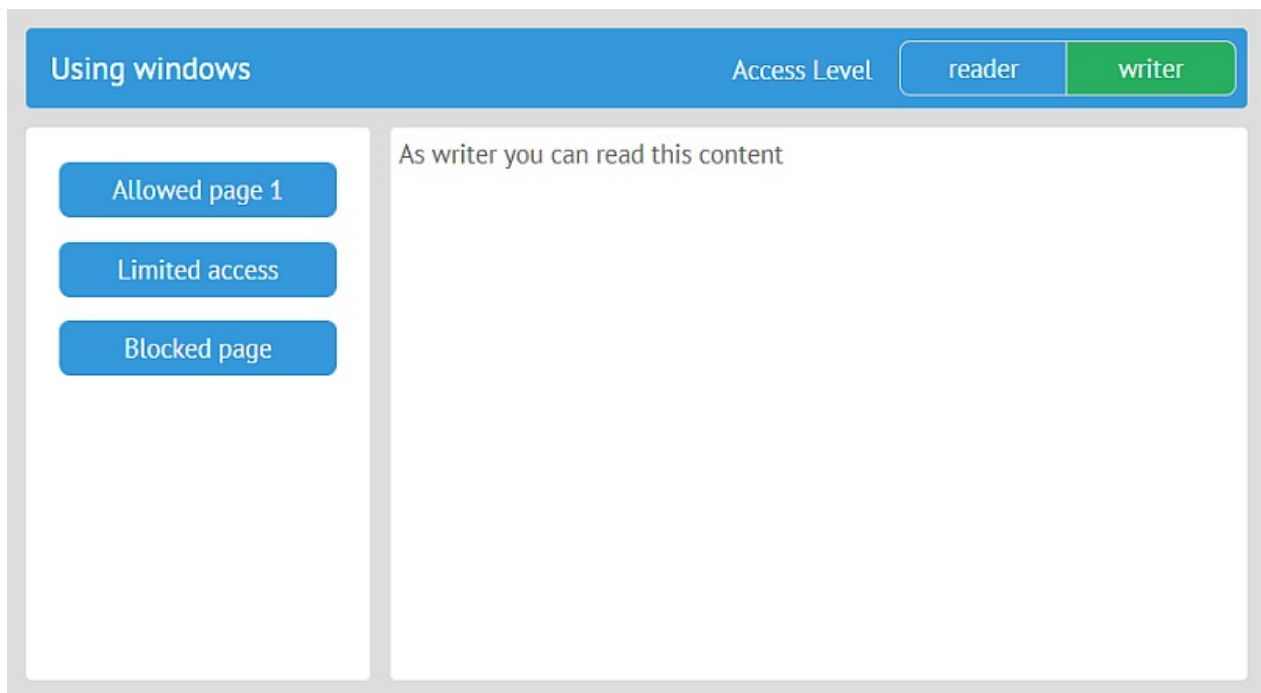 Using windows
Access Level
reader
writer
Allowed page 1
Limited access
Blocked page
As writer you can read this content